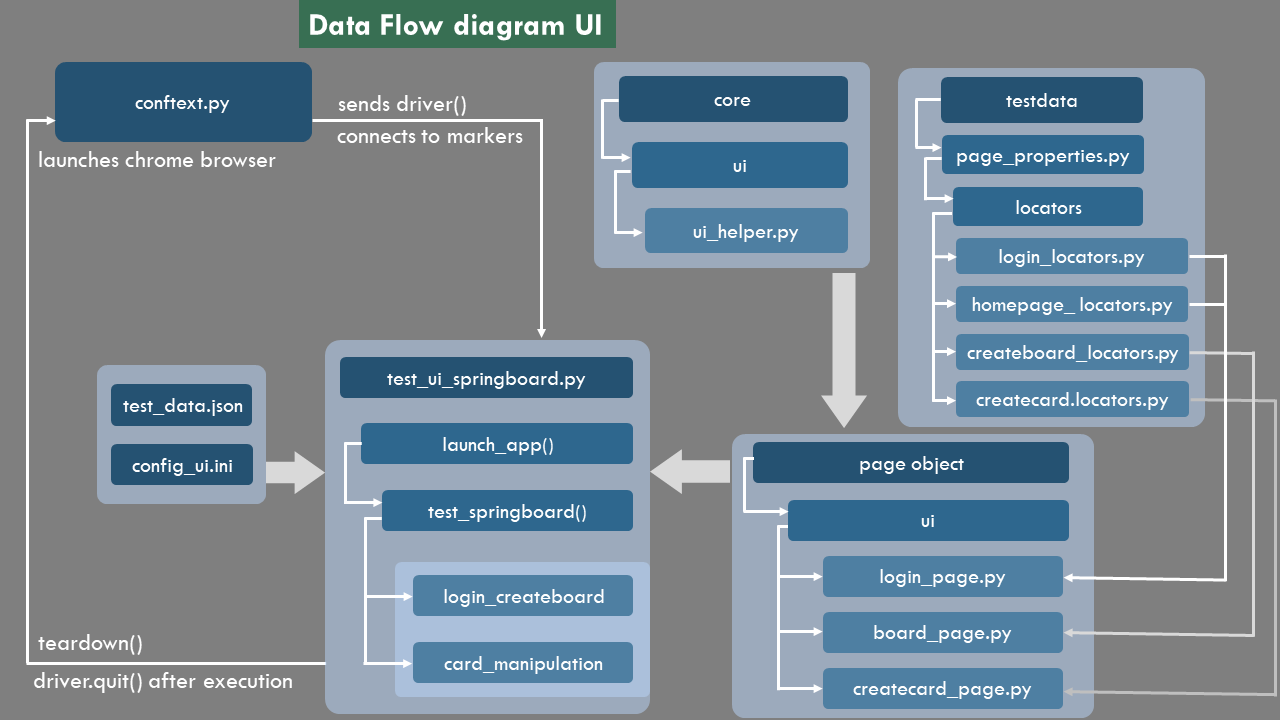 Data Flow diagram UI
conftext.py
sends driver()
connects to markers
launches chrome browser
core
ui
ui_helper.py
testdata
page_properties.py
locators
login_locators.py
homepage_ locators.py
createboard_locators.py
createcard.locators.py
test_data.json
config_ui.ini
test_ui_springboard.py
launch_app()
test_springboard()
login_createboard
card_manipulation
page object
ui
login_page.py
board_page.py
createcard_page.py
teardown()
driver.quit() after execution